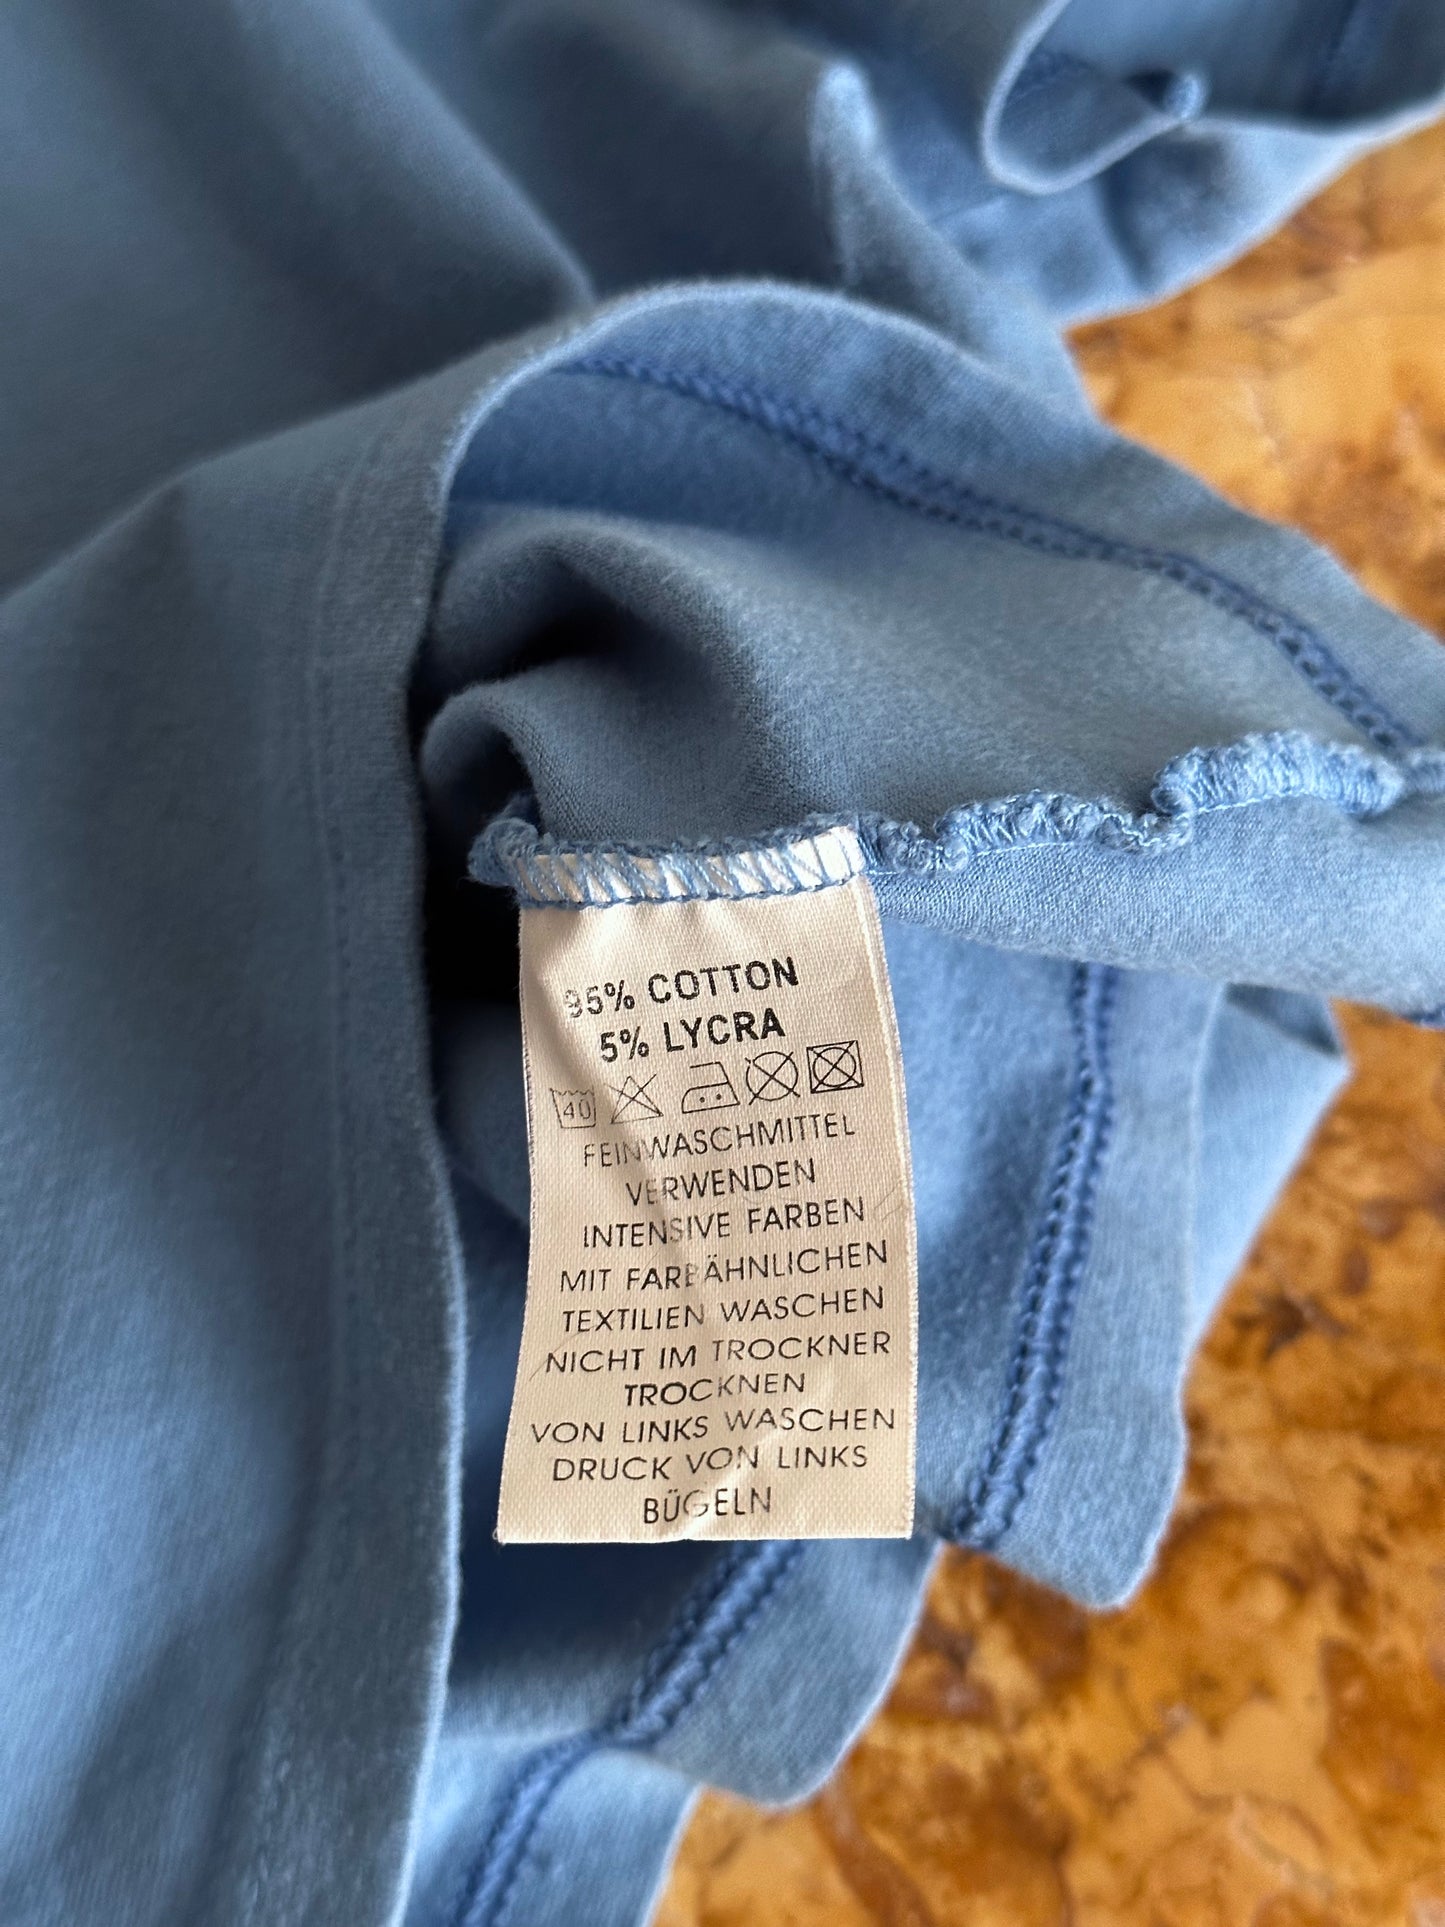 95% COTTON
5% LYCRA
40
FEINWASCHMITTEL
VERWENDEN
INTENSIVE FARBEN
MIT FARBÄHNLICHEN
TEXTILIEN WASCHEN
NICHT IM TROCKNER
TROCKNEN
VON LINKS WASCHEN
DRUCK VON LINKS
BÜGELN